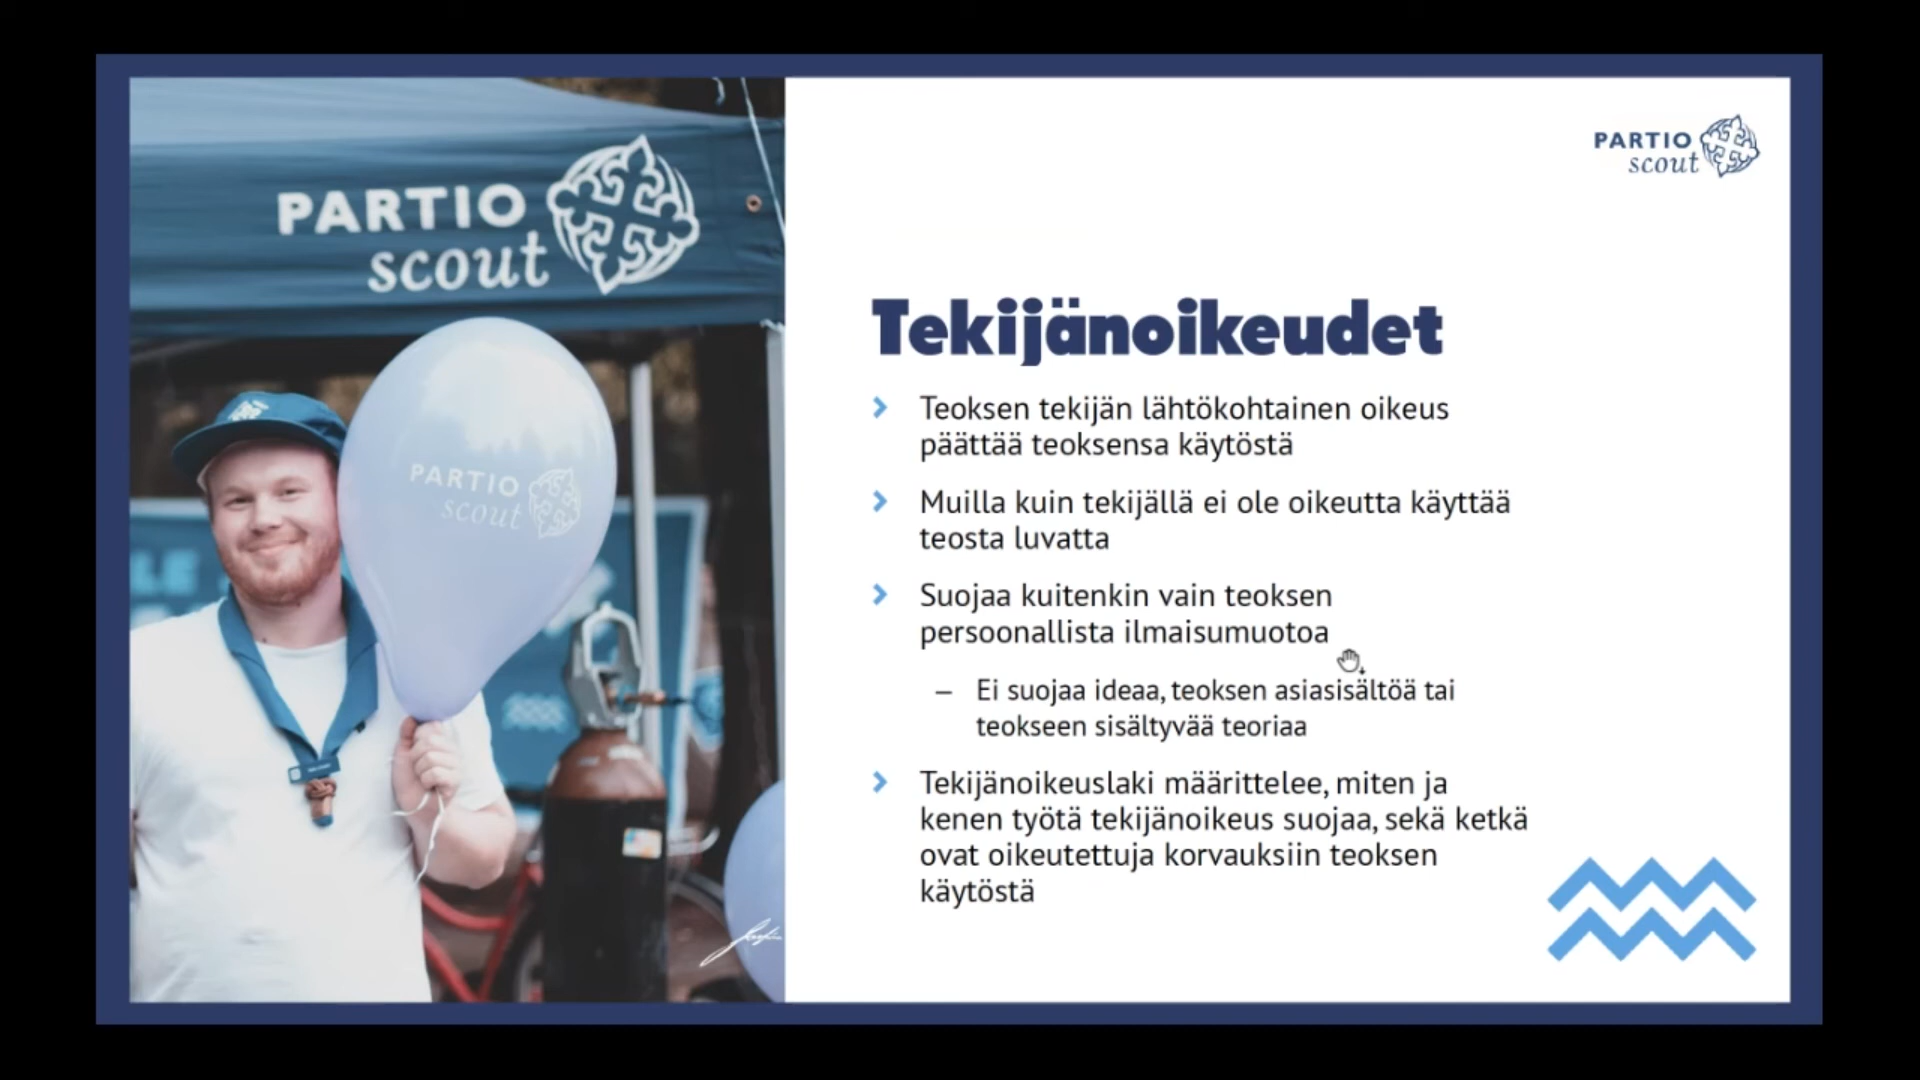 PARTIO
scout
PARTIO
scout
PARTIO
scout
Tekijänoikeudet
Teoksen tekijän lähtökohtainen oikeus
päättää teoksensa käytöstä
Muilla kuin tekijällä ei ole oikeutta käyttää
teosta luvatta
Suojaa kuitenkin vain teoksen
persoonallista ilmaisumuotoa
– Ei suojaa ideaa, teoksen asiasisältöä tai
teokseen sisältyvää teoriaa
Tekijänoikeuslaki määrittelee, miten ja
kenen työtä tekijänoikeus suojaa, sekä ketkä
ovat oikeutettuja korvauksiin teoksen
käytöstä